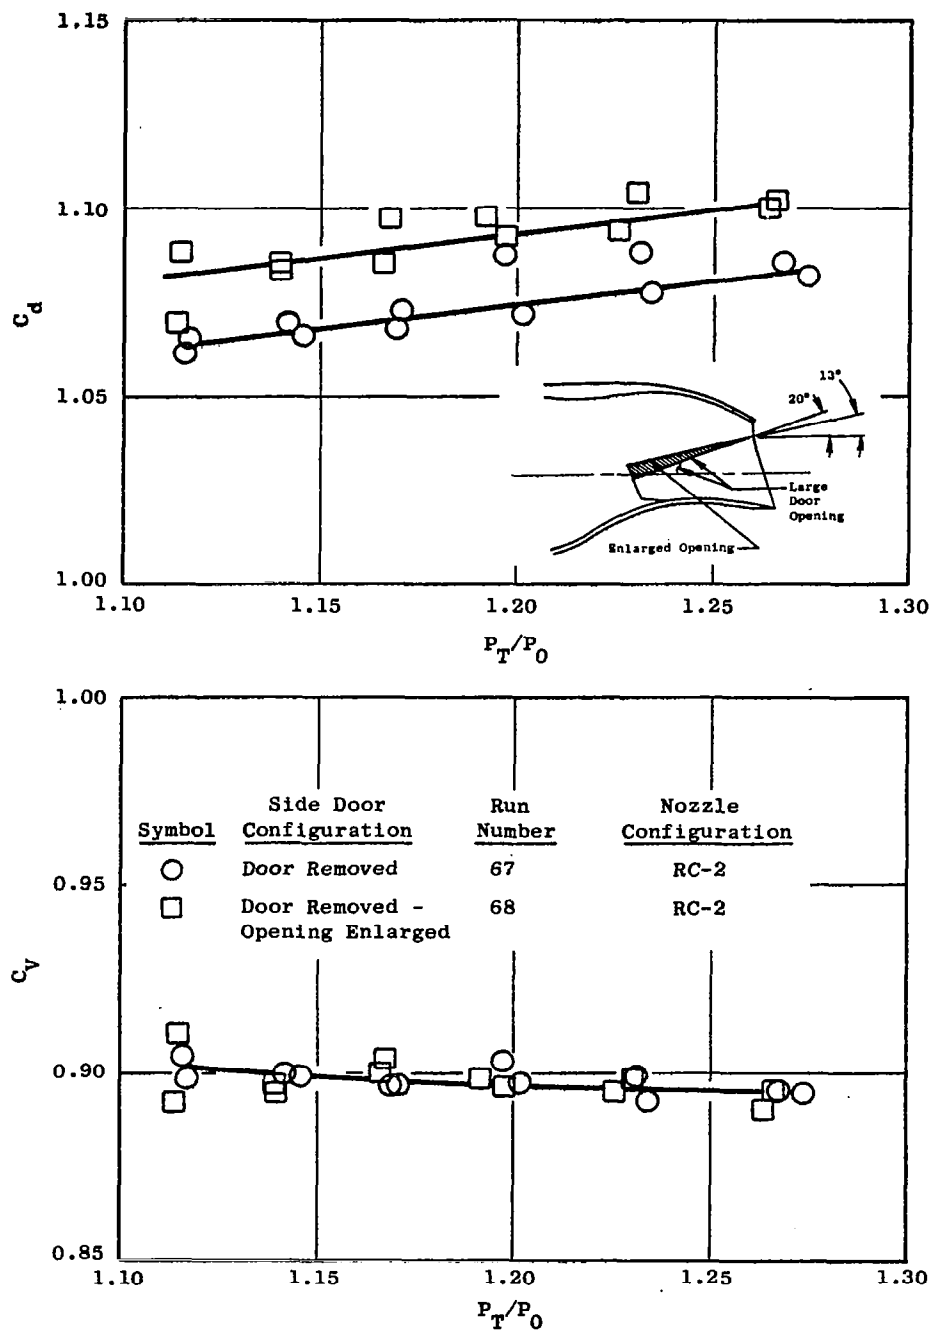 1.15
1.10
C_d
1.05
1.00
13°
20°
Large
Door
Opening
Enlarged Opening
1.10 1.15 1.20 1.25 1.30
P_T/P_0
1.00
Symbol Side Door Configuration Run Number Nozzle Configuration
Door Removed 67 RC-2
Door Removed - 68 RC-2
Opening Enlarged
0.95
C_V
0.90
0.85
1.10 1.15 1.20 1.25 1.30
P_T/P_0